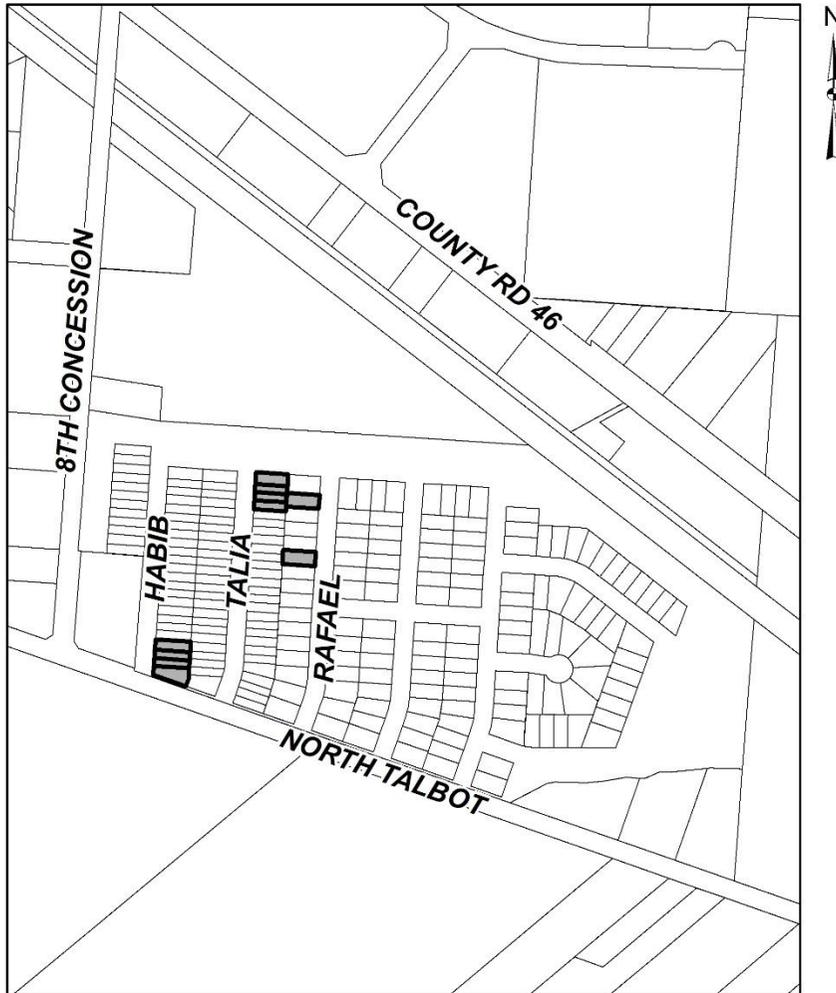 N
COUNTY RD 46
8TH CONCESSION
HABIB
TALIA
RAFAEL
NORTH TALBOT